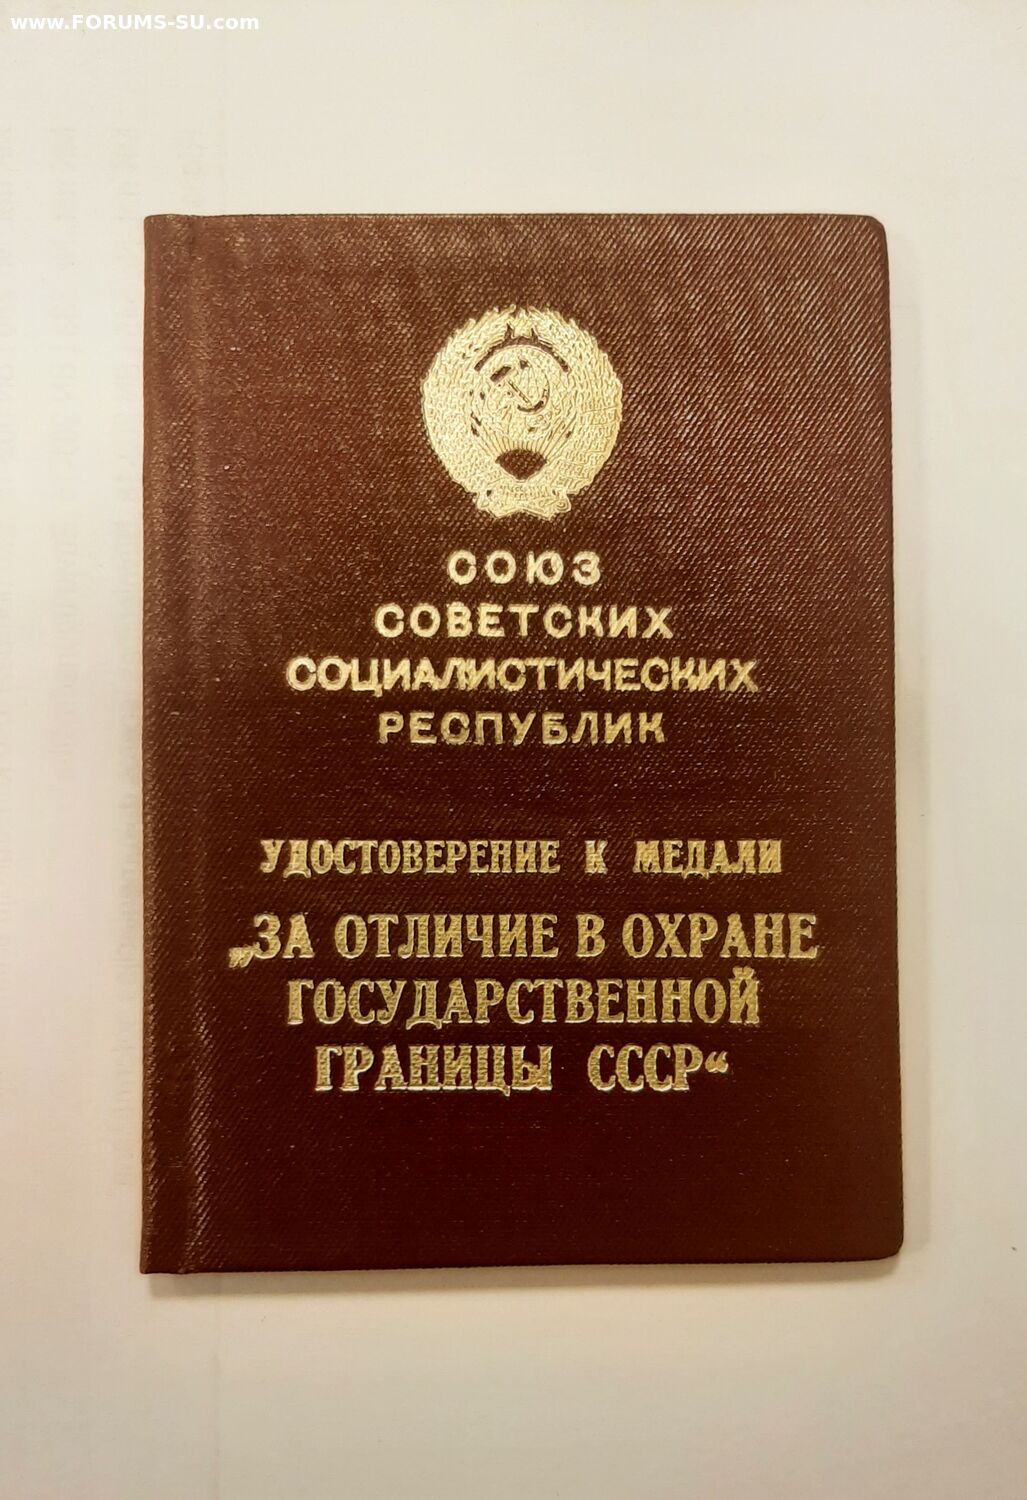 www.FORUMS-SU.com
СОЮЗ
СОВЕТСКИХ
СОЦИАЛИСТИЧЕСКИХ
РЕСПУБЛИК
УДОСТОВЕРЕНИЕ К МЕДАЛИ
„ЗА ОТЛИЧИЕ В ОХРАНЕ
ГОСУДАРСТВЕННОЙ
ГРАНИЦЫ СССР“